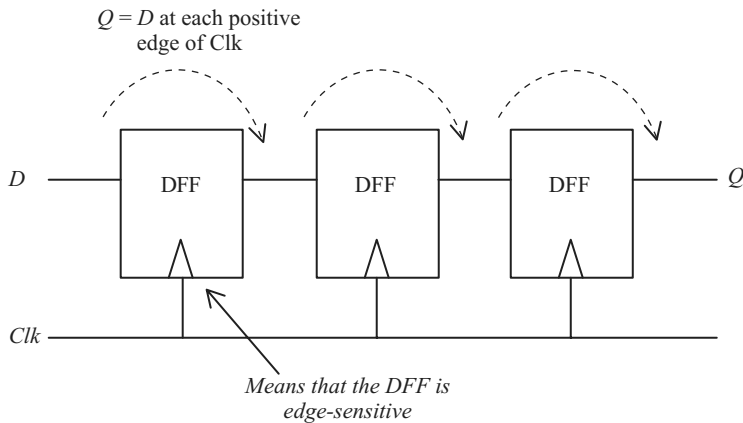 Q = D at each positive
edge of Clk
D
DFF
DFF
DFF
Q
Clk
Means that the DFF is
edge-sensitive